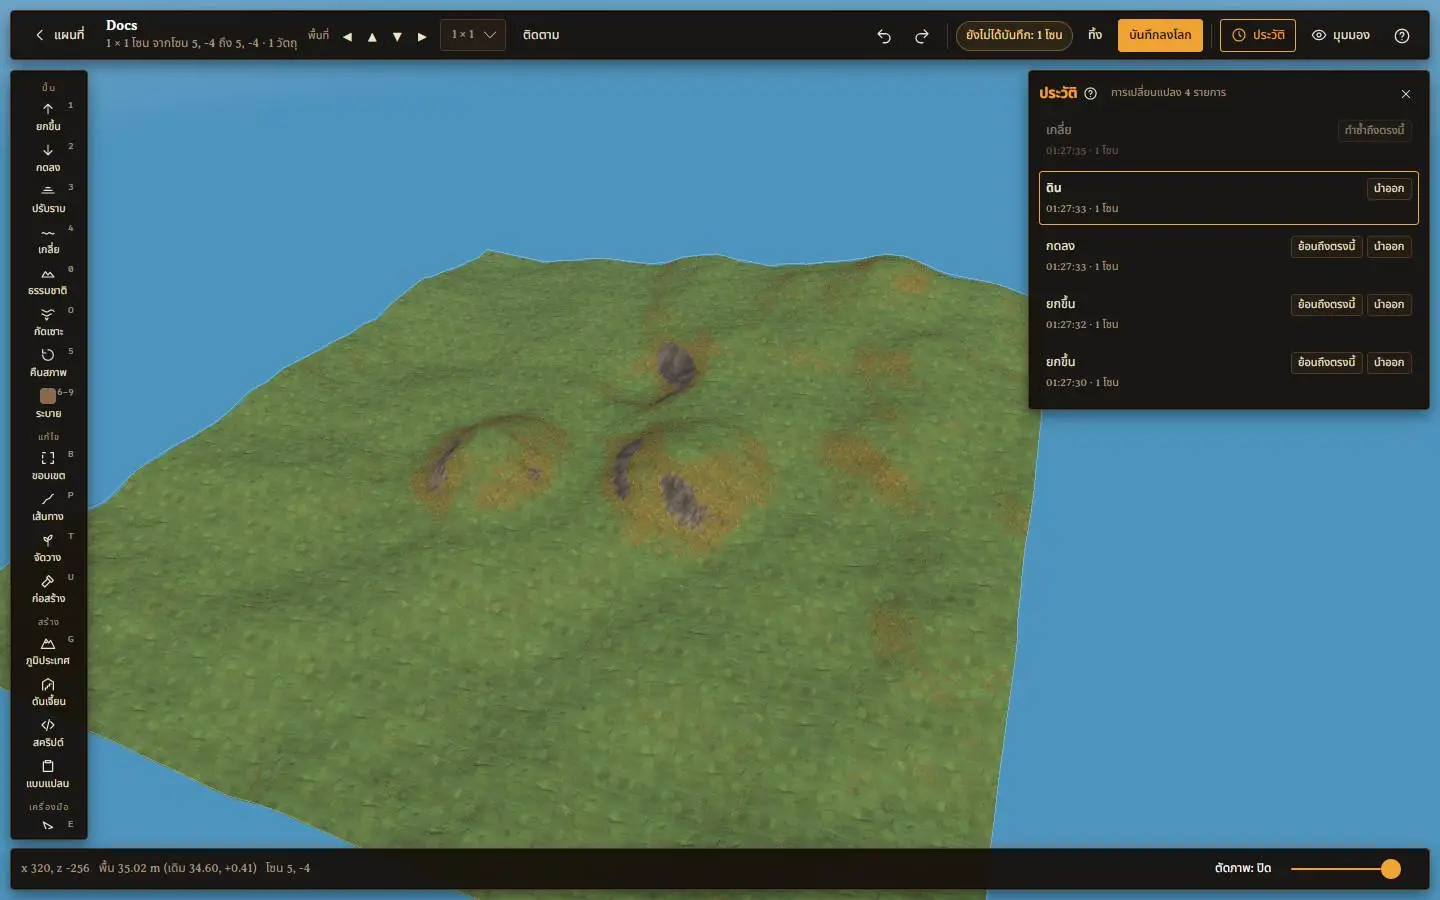 แผนที่
Docs
1 × 1 โซน จากโซน 5, -4 ถึง 5, -4 · 1 วัตถุ
พื้นที่
1 × 1
ติดตาม
ยังไม่ได้บันทึก: 1 โซน
ทิ้ง
บันทึกลงโลก
ประวัติ
มุมมอง
ปั้น
1
ยกขึ้น
2
กดลง
3
ปรับราบ
4
เกลี่ย
0
ธรรมชาติ
O
กัดเซาะ
5
คืนสภาพ
6–9
ระบาย
แก้ไข
B
ขอบเขต
P
เส้นทาง
T
จัดวาง
U
ก่อสร้าง
สร้าง
G
ภูมิประเทศ
ดันเจี้ยน
สคริปต์
แบบแปลน
เครื่องมือ
E
ประวัติ
การเปลี่ยนแปลง 4 รายการ
เกลี่ย
ทำซ้ำถึงตรงนี้
01:27:35 · 1 โซน
ดิน
นำออก
01:27:33 · 1 โซน
กดลง
ย้อนถึงตรงนี้ นำออก
01:27:33 · 1 โซน
ยกขึ้น
ย้อนถึงตรงนี้ นำออก
01:27:32 · 1 โซน
ยกขึ้น
ย้อนถึงตรงนี้ นำออก
01:27:30 · 1 โซน
x 320, z -256 พื้น 35.02 m (เดิม 34.60, +0.41) โซน 5, -4
ตัดภาพ: ปิด